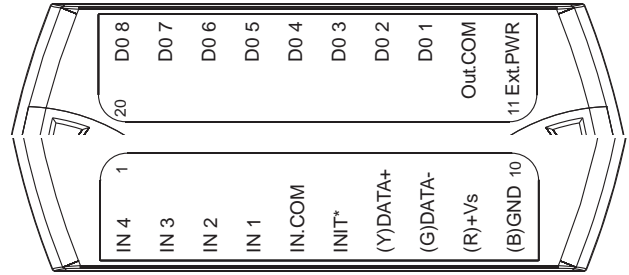 D0 8
D0 7
D0 6
D0 5
D0 4
D0 3
D0 2
D0 1
Out.COM
Ext.PWR
20
11
1
10
IN 4
IN 3
IN 2
IN 1
IN.COM
INIT*
(Y)DATA+
(G)DATA-
(R)+Vs
(B)GND